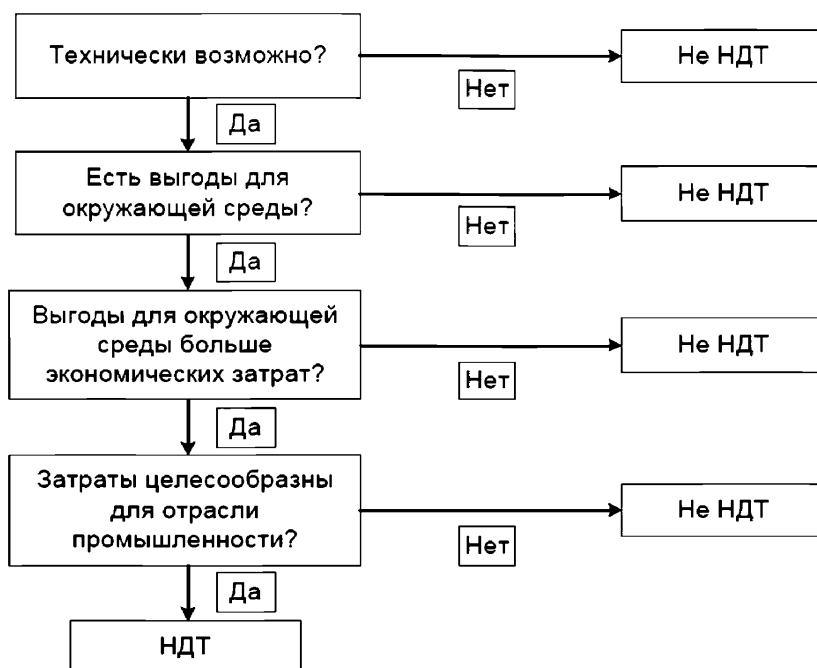 Технически возможно?
Не НДТ
Нет
Да
Есть выгоды для
окружающей среды?
Не НДТ
Нет
Да
Выгоды для окружающей
среды больше
экономических затрат?
Не НДТ
Нет
Да
Затраты целесообразны
для отрасли
промышленности?
Не НДТ
Нет
Да
НДТ